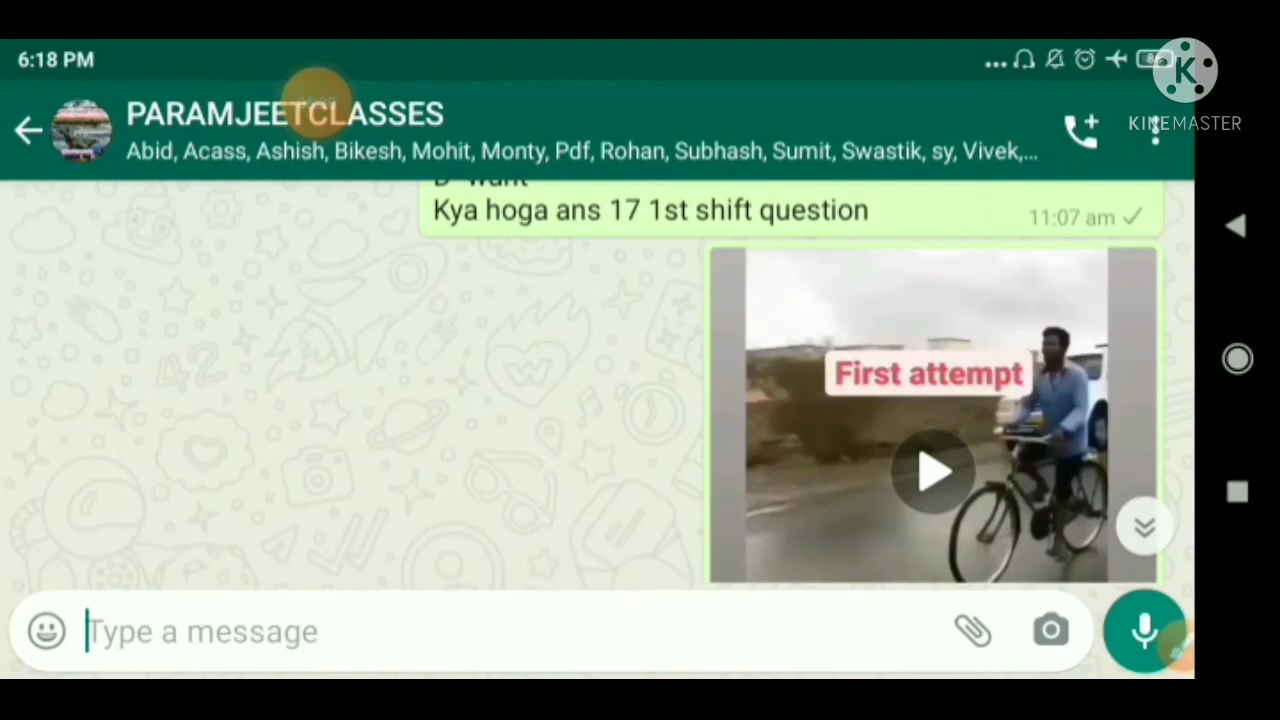 6:18 PM
K
KINEMASTER
PARAMJEETCLASSES
Abid, Acass, Ashish, Bikesh, Mohit, Monty, Pdf, Rohan, Subhash, Sumit, Swastik, sy, Vivek,...
Kya hoga ans 17 1st shift question
11:07 am
First attempt
Type a message